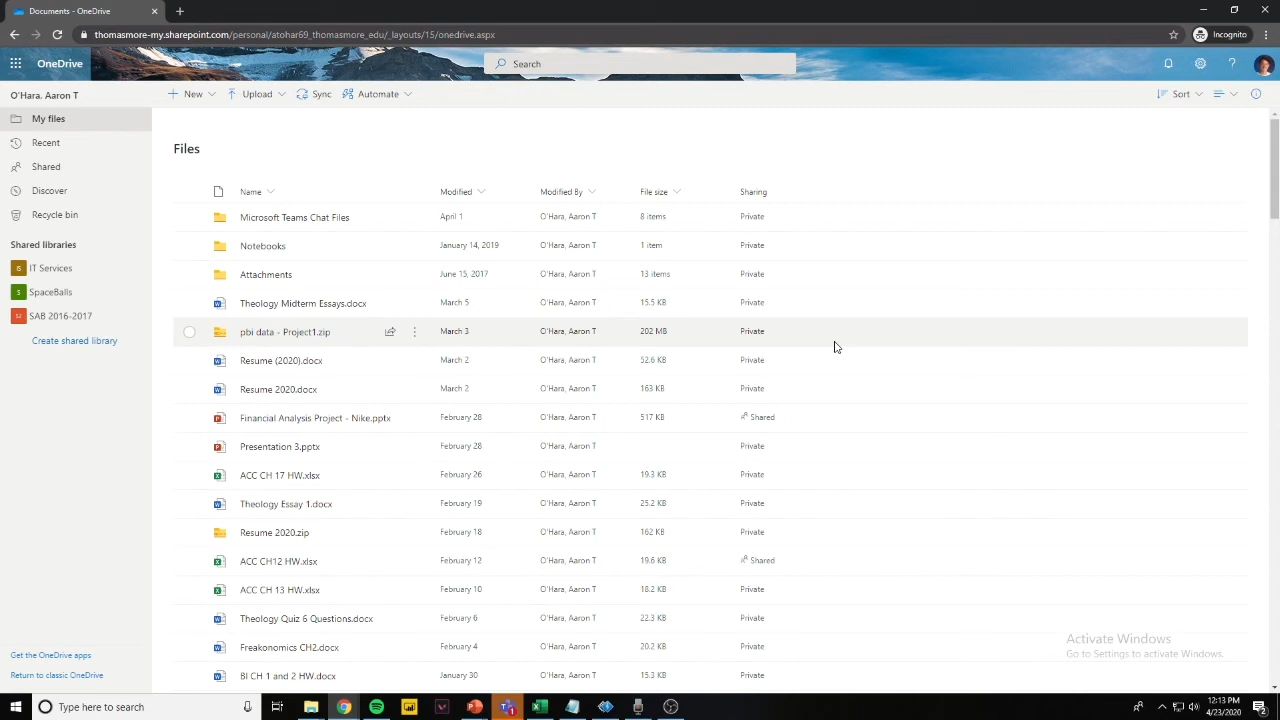 Documents - OneDrive
thomasmore-my.sharepoint.com/personal/atohar69_thomasmore_edu/_layouts/15/onedrive.aspx
Incognito
OneDrive
Search
O'Hara, Aaron T
New
Upload
Sync
Automate
Sort
My files
Recent
Shared
Discover
Recycle bin
Shared libraries
IT Services
SpaceBalls
SAB 2016-2017
Create shared library
Files
Name Modified Modified By File size Sharing
Microsoft Teams Chat Files April 1 O'Hara, Aaron T 8 items Private
Notebooks January 14, 2019 O'Hara, Aaron T 1 item Private
Attachments June 15, 2017 O'Hara, Aaron T 13 items Private
Theology Midterm Essays.docx March 5 O'Hara, Aaron T 15.5 KB Private
pbi data - Project1.zip March 3 O'Hara, Aaron T 202 MB Private
Resume (2020).docx March 2 O'Hara, Aaron T 52.6 KB Private
Resume 2020.docx March 2 O'Hara, Aaron T 163 KB Private
Financial Analysis Project - Nike.pptx February 28 O'Hara, Aaron T 517 KB Shared
Presentation 3.pptx February 28 O'Hara, Aaron T Private
ACC CH 17 HW.xlsx February 26 O'Hara, Aaron T 19.3 KB Private
Theology Essay 1.docx February 19 O'Hara, Aaron T 25.2 KB Private
Resume 2020.zip February 18 O'Hara, Aaron T 162 KB Private
ACC CH12 HW.xlsx February 12 O'Hara, Aaron T 19.6 KB Shared
ACC CH 13 HW.xlsx February 10 O'Hara, Aaron T 18.2 KB Private
Theology Quiz 6 Questions.docx February 6 O'Hara, Aaron T 22.3 KB Private
Freakonomics CH2.docx February 4 O'Hara, Aaron T 20.2 KB Private
BI CH 1 and 2 HW.docx January 30 O'Hara, Aaron T 15.3 KB Private
Get the OneDrive apps
Return to classic OneDrive
Activate Windows
Go to Settings to activate Windows.
Type here to search
12:13 PM
4/23/2020